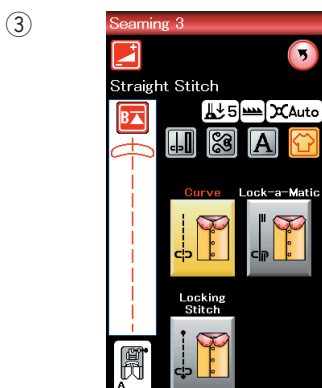 ③
Seaming 3
Straight Stitch
B
5
Auto
A
Curve
Lock-a-Matic
Locking
Stitch
A